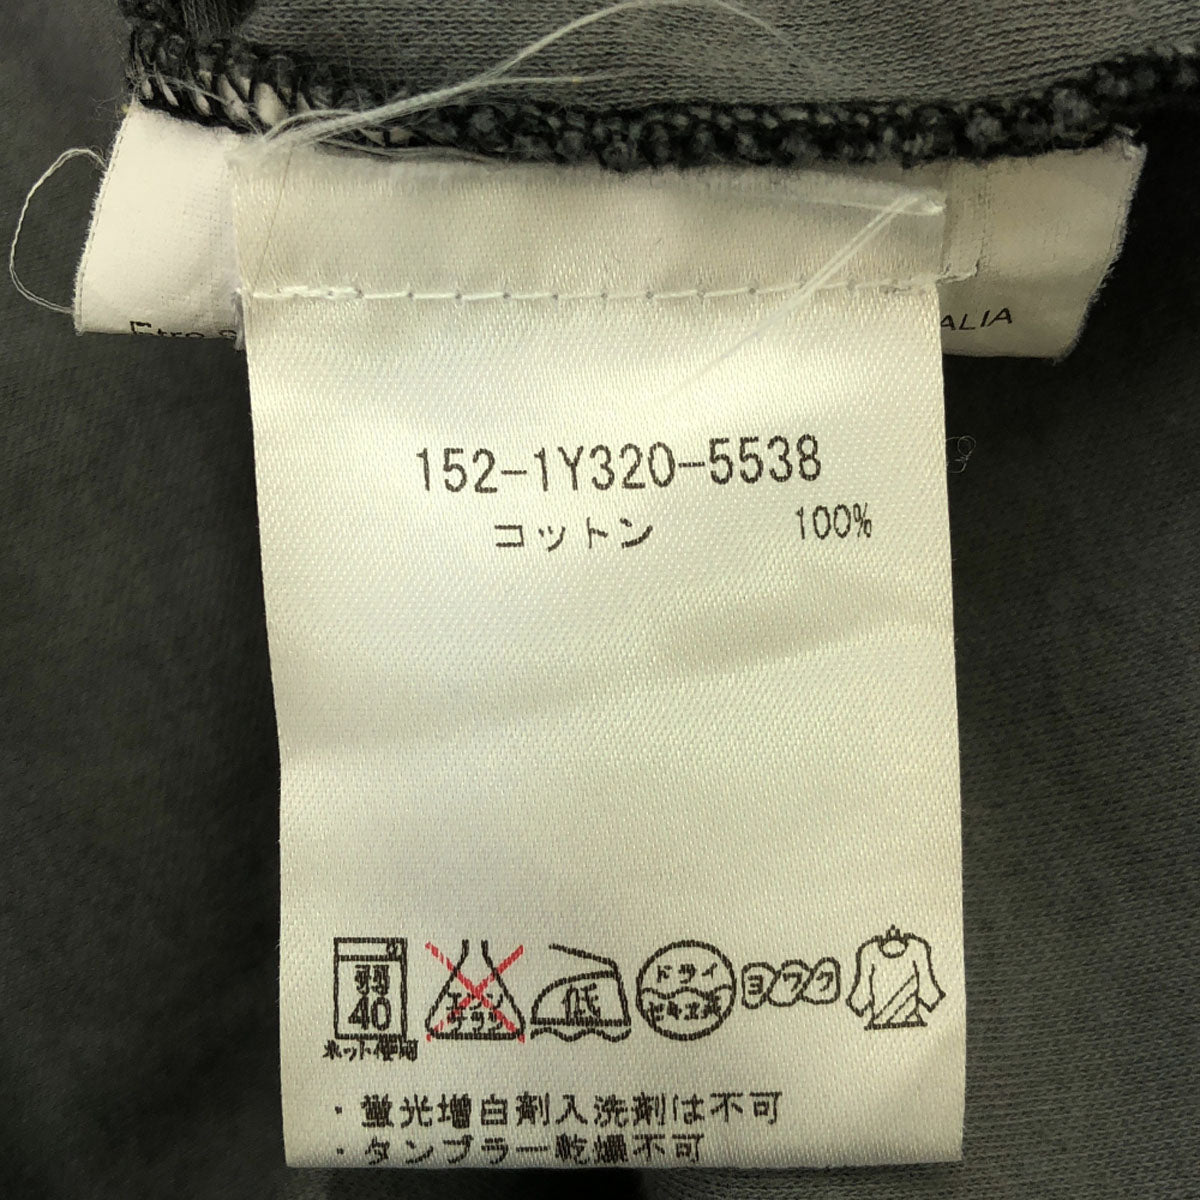 Etro S
ALIA
152-1Y320-5538
コットン 100%
弱 40 エンソサラシ 低 ドライ セキユ系 ヨワク
ネット使用
・蛍光増白剤入洗剤は不可
・タンブラー乾燥不可